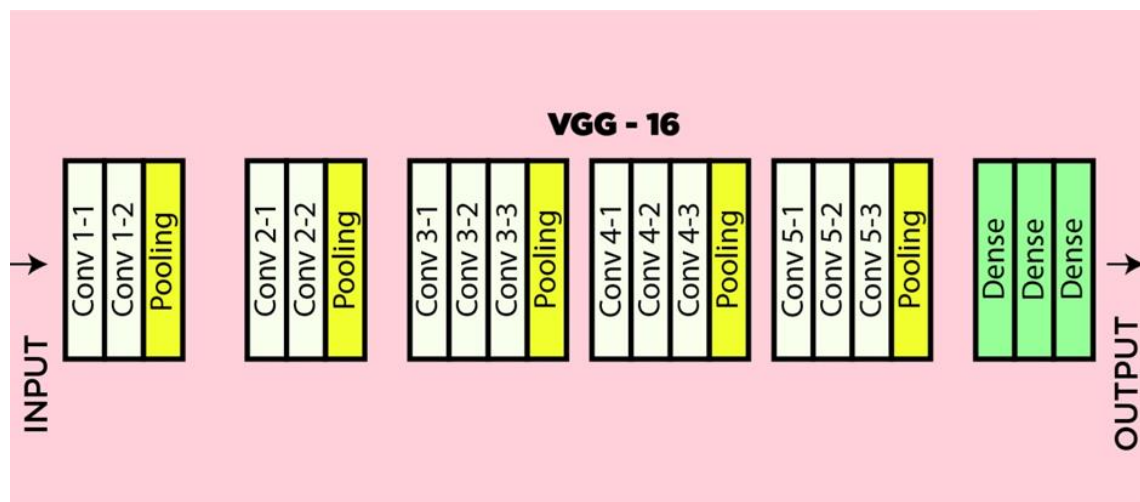 VGG - 16
INPUT
Conv 1-1
Conv 1-2
Pooling
Conv 2-1
Conv 2-2
Pooling
Conv 3-1
Conv 3-2
Conv 3-3
Pooling
Conv 4-1
Conv 4-2
Conv 4-3
Pooling
Conv 5-1
Conv 5-2
Conv 5-3
Pooling
Dense
Dense
Dense
OUTPUT